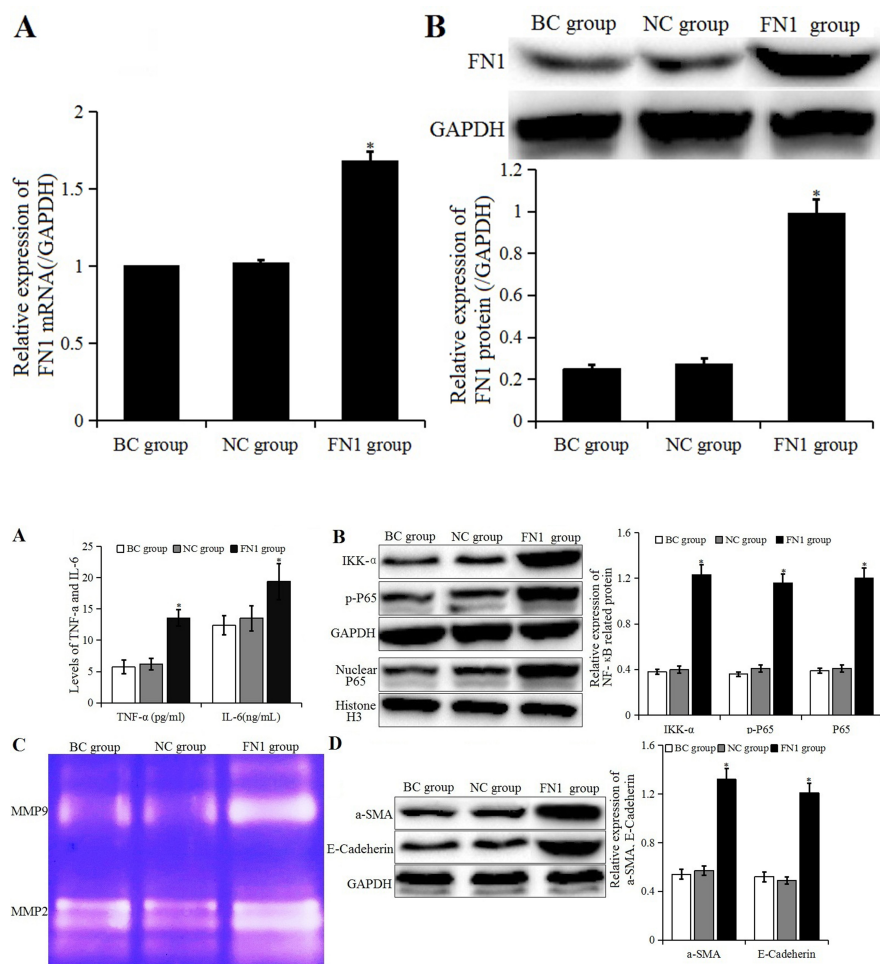 A
2
1.5
1
0.5
0
Relative expression of
FN1 mRNA(/GAPDH)
*
BC group NC group FN1 group
B
BC group NC group FN1 group
FN1
GAPDH
1.2
1
0.8
0.6
0.4
0.2
0
Relative expression of
FN1 protein (/GAPDH)
*
BC group NC group FN1 group
A
BC group NC group FN1 group
25
20
15
10
5
0
Levels of TNF-a and IL-6
*
*
TNF-α (pg/ml) IL-6(ng/mL)
B
BC group NC group FN1 group
IKK-α
p-P65
GAPDH
Nuclear
P65
Histone
H3
BC group NC group FN1 group
1.6
1.2
0.8
0.4
0
Relative expression of
NF- κB related protein
* * *
IKK-α p-P65 P65
C
BC group NC group FN1 group
MMP9
MMP2
D
BC group NC group FN1 group
a-SMA
E-Cadeherin
GAPDH
BC group NC group FN1 group
1.6
1.2
0.8
0.4
0
Relative expression of
a-SMA, E-Cadeherin
*
*
a-SMA E-Cadeherin